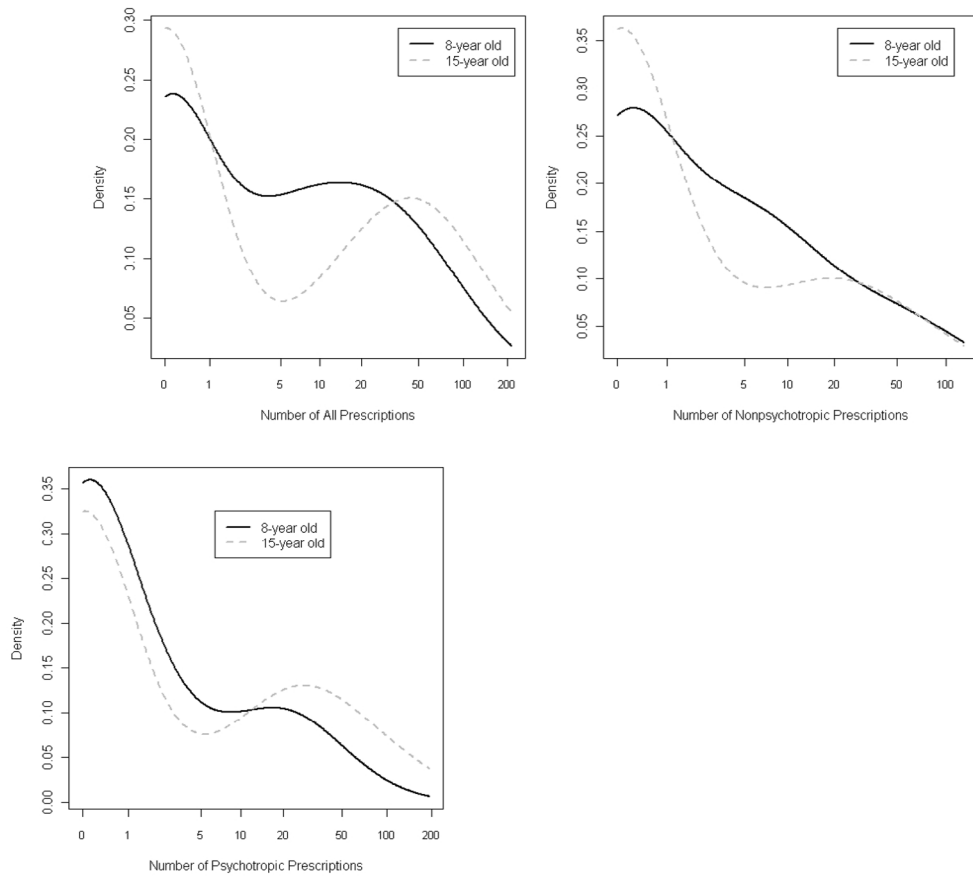 0.30
0.25
0.20
0.15
0.10
0.05
Density
8-year old
15-year old
0 1 5 10 20 50 100 200
Number of All Prescriptions
0.35
0.30
0.25
0.20
0.15
0.10
0.05
Density
8-year old
15-year old
0 1 5 10 20 50 100
Number of Nonpsychotropic Prescriptions
0.35
0.30
0.25
0.20
0.15
0.10
0.05
0.00
Density
8-year old
15-year old
0 1 5 10 20 50 100 200
Number of Psychotropic Prescriptions